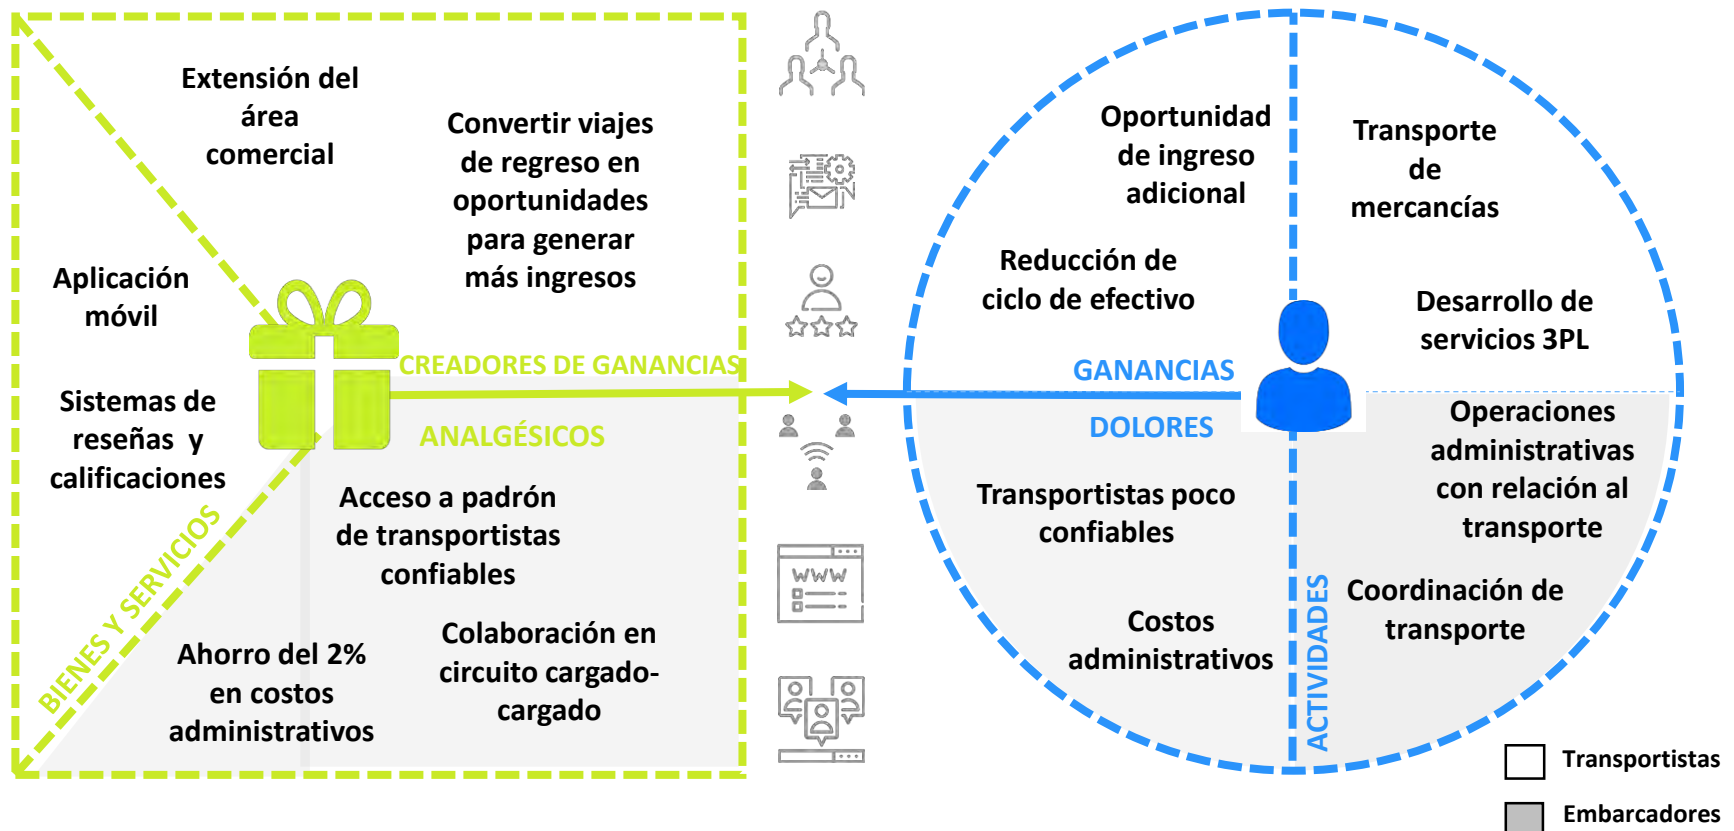 Extensión del
área
comercial
Convertir viajes
de regreso en
oportunidades
para generar
más ingresos
Aplicación
móvil
Sistemas de
reseñas y
calificaciones
CREADORES DE GANANCIAS
ANALGÉSICOS
BIENES Y SERVICIOS
Acceso a padrón
de transportistas
confiables
Ahorro del 2%
en costos
administrativos
Colaboración en
circuito cargado-
cargado
WWW
Oportunidad
de ingreso
adicional
Reducción de
ciclo de efectivo
Transporte
de
mercancías
Desarrollo de
servicios 3PL
GANANCIAS
DOLORES
Transportistas poco
confiables
Costos
administrativos
ACTIVIDADES
Operaciones
administrativas
con relación al
transporte
Coordinación de
transporte
Transportistas
Embarcadores